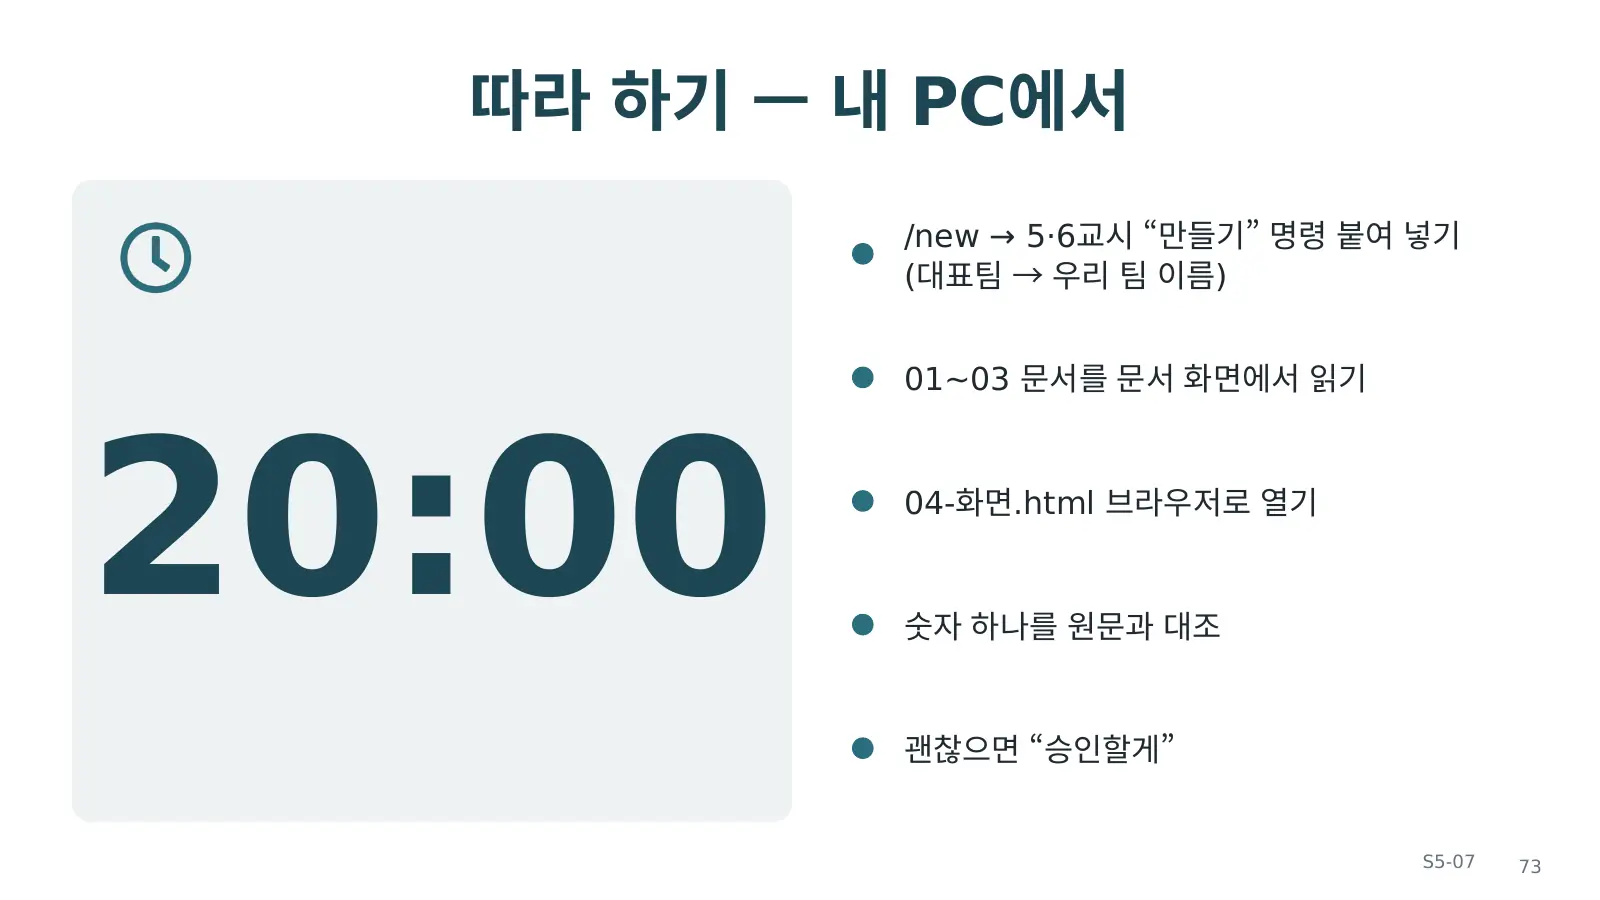 따라 하기 — 내 PC에서
20:00
/new → 5·6교시 “만들기” 명령 붙여 넣기
(대표팀 → 우리 팀 이름)
01~03 문서를 문서 화면에서 읽기
04-화면.html 브라우저로 열기
숫자 하나를 원문과 대조
괜찮으면 “승인할게”
S5-07
73